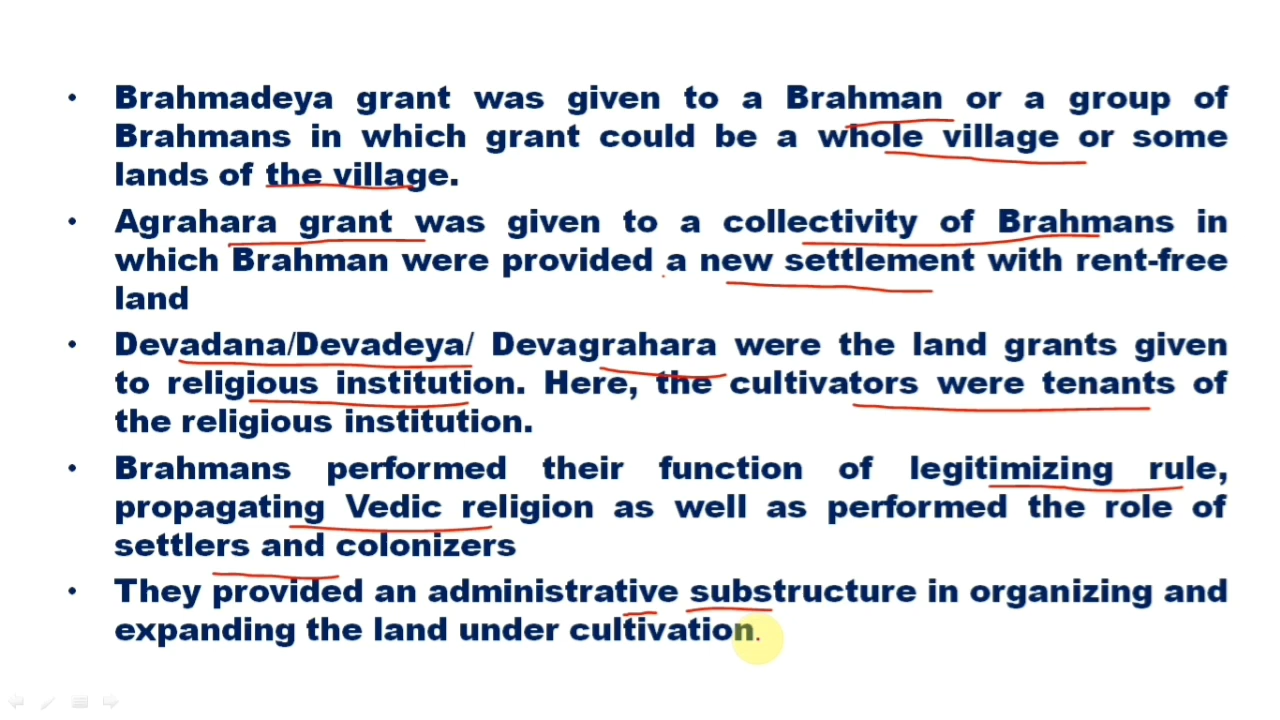 • Brahmadeya grant was given to a Brahman or a group of
Brahmans in which grant could be a whole village or some
lands of the village.
• Agrahara grant was given to a collectivity of Brahmans in
which Brahman were provided a new settlement with rent-free
land
• Devadana/Devadeya/ Devagrahara were the land grants given
to religious institution. Here, the cultivators were tenants of
the religious institution.
• Brahmans performed their function of legitimizing rule,
propagating Vedic religion as well as performed the role of
settlers and colonizers
• They provided an administrative substructure in organizing and
expanding the land under cultivation.